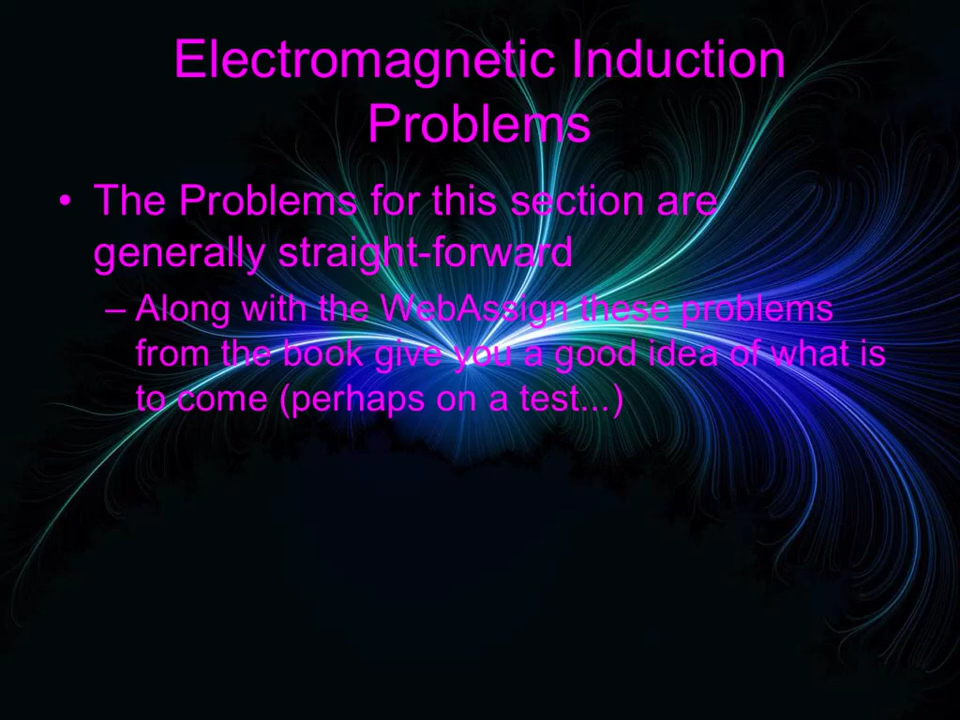 Electromagnetic Induction
Problems
• The Problems for this section are
generally straight-forward
– Along with the WebAssign these problems
from the book give you a good idea of what is
to come (perhaps on a test...)